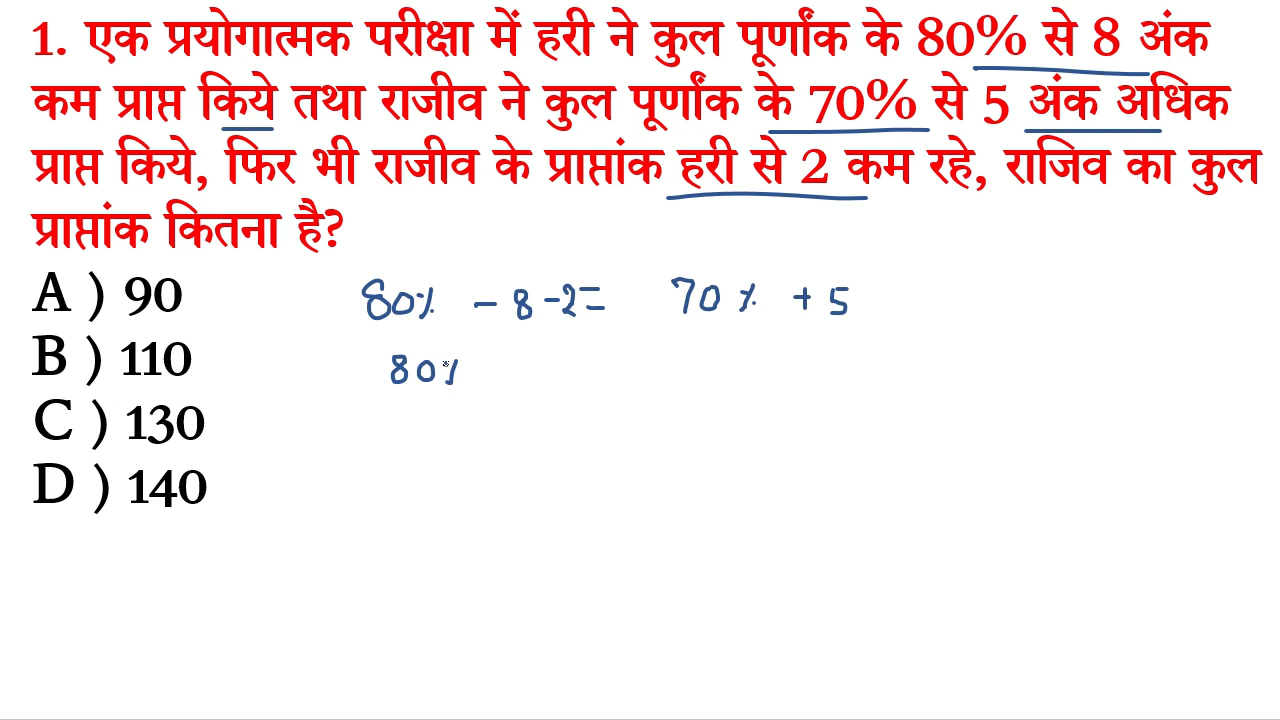 1. एक प्रयोगात्मक परीक्षा में हरी ने कुल पूर्णांक के 80% से 8 अंक
कम प्राप्त किये तथा राजीव ने कुल पूर्णांक के 70% से 5 अंक अधिक
प्राप्त किये, फिर भी राजीव के प्राप्तांक हरी से 2 कम रहे, राजिव का कुल
प्राप्तांक कितना है?
A ) 90
80% - 8 -2= 70 % + 5
B ) 110
80%
C ) 130
D ) 140